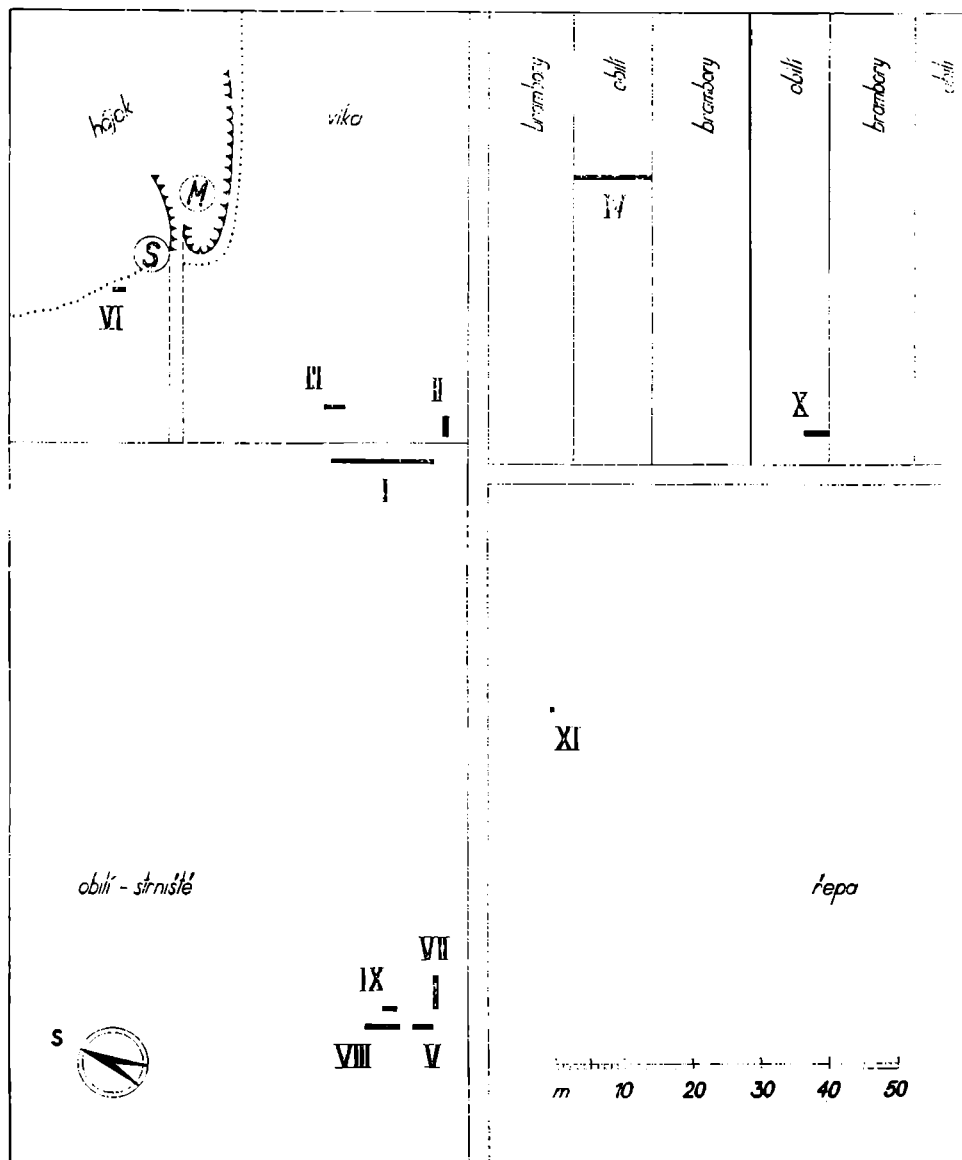 brambory
obilí
brambory
obilí
brambory
obilí
hájek
víka
M
IV
S
VI
III
II
X
I
XI
obilí - strniště
řepa
VII
IX
S
VIII
V
m 10 20 30 40 50